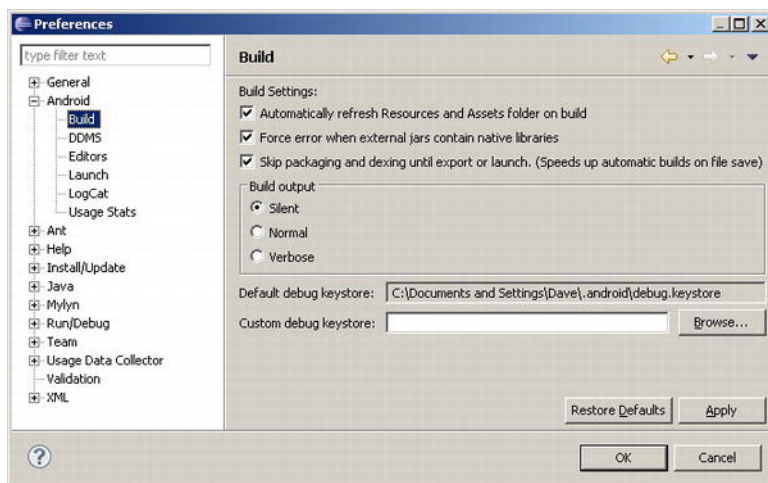 Preferences
type filter text
General
Android
Build
DDMS
Editors
Launch
LogCat
Usage Stats
Ant
Help
Install/Update
Java
Mylyn
Run/Debug
Team
Usage Data Collector
Validation
XML
Build
Build Settings:
Automatically refresh Resources and Assets folder on build
Force error when external jars contain native libraries
Skip packaging and dexing until export or launch. (Speeds up automatic builds on file save)
Build output
Silent
Normal
Verbose
Default debug keystore: C:\Documents and Settings\Dave\.android\debug.keystore
Custom debug keystore: Browse...
Restore Defaults Apply
? OK Cancel